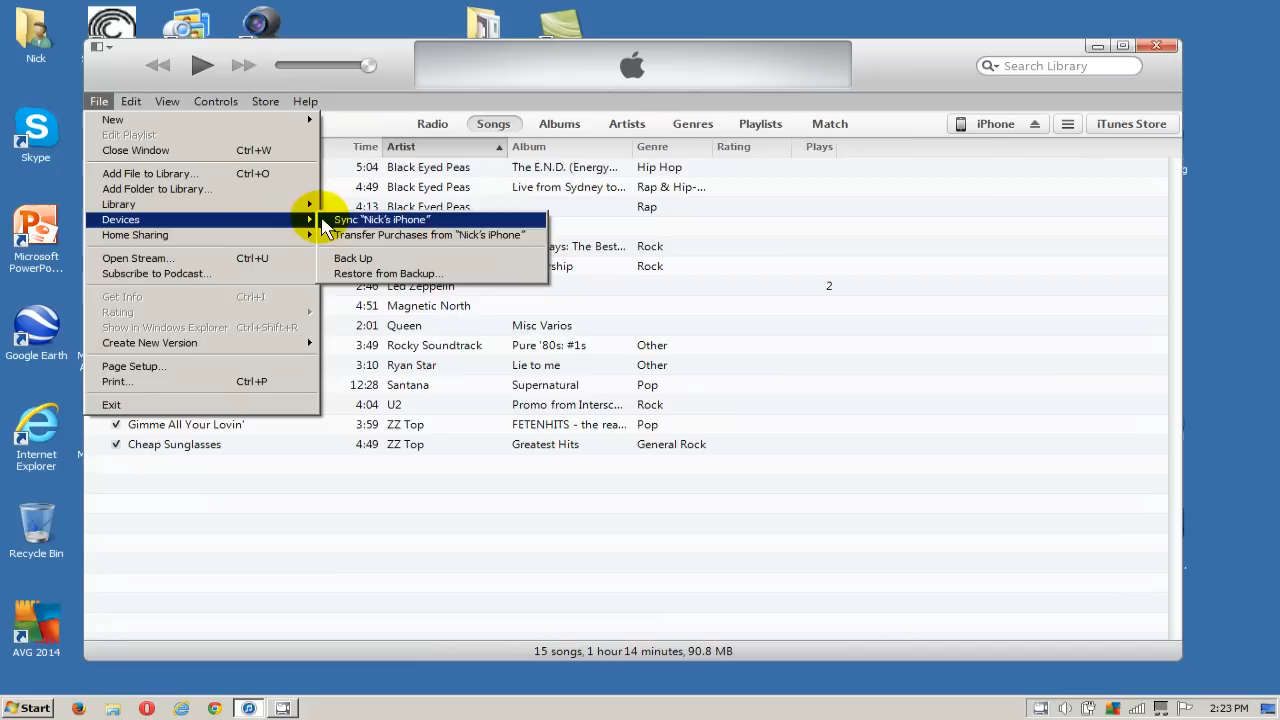 Nick
Skype
Microsoft
PowerPo...
Google Earth
Internet
Explorer
Recycle Bin
AVG 2014
Search Library
File Edit View Controls Store Help
Radio Songs Albums Artists Genres Playlists Match iPhone iTunes Store
New
Edit Playlist
Close Window Ctrl+W
Add File to Library... Ctrl+O
Add Folder to Library...
Library
Devices
Home Sharing
Open Stream... Ctrl+U
Subscribe to Podcast...
Get Info Ctrl+I
Rating
Show in Windows Explorer Ctrl+Shift+R
Create New Version
Page Setup...
Print... Ctrl+P
Exit
Sync "Nick's iPhone"
Transfer Purchases from "Nick's iPhone"
Back Up
Restore from Backup...
Time Artist Album Genre Rating Plays
5:04 Black Eyed Peas The E.N.D. (Energy... Hip Hop
4:49 Black Eyed Peas Live from Sydney to... Rap & Hip-...
4:13 Black Eyed Peas Rap
Rock
Rock
2:46 Led Zeppelin 2
4:51 Magnetic North
2:01 Queen Misc Varios
3:49 Rocky Soundtrack Pure '80s: #1s Other
3:10 Ryan Star Lie to me Other
12:28 Santana Supernatural Pop
4:04 U2 Promo from Intersc... Rock
Gimme All Your Lovin' 3:59 ZZ Top FETENHITS - the rea... Pop
Cheap Sunglasses 4:49 ZZ Top Greatest Hits General Rock
15 songs, 1 hour 14 minutes, 90.8 MB
Start
2:23 PM